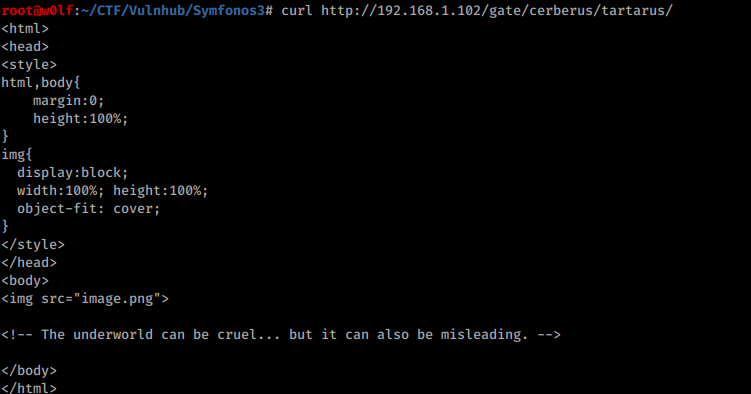 root@w0lf:~/CTF/Vulnhub/Symfonos3# curl http://192.168.1.102/gate/cerberus/tartarus/
<html>
<head>
<style>
html,body{
    margin:0;
    height:100%;
}
img{
  display:block;
  width:100%; height:100%;
  object-fit: cover;
}
</style>
</head>
<body>
<img src="image.png">

<!-- The underworld can be cruel... but it can also be misleading. -->

</body>
</html>